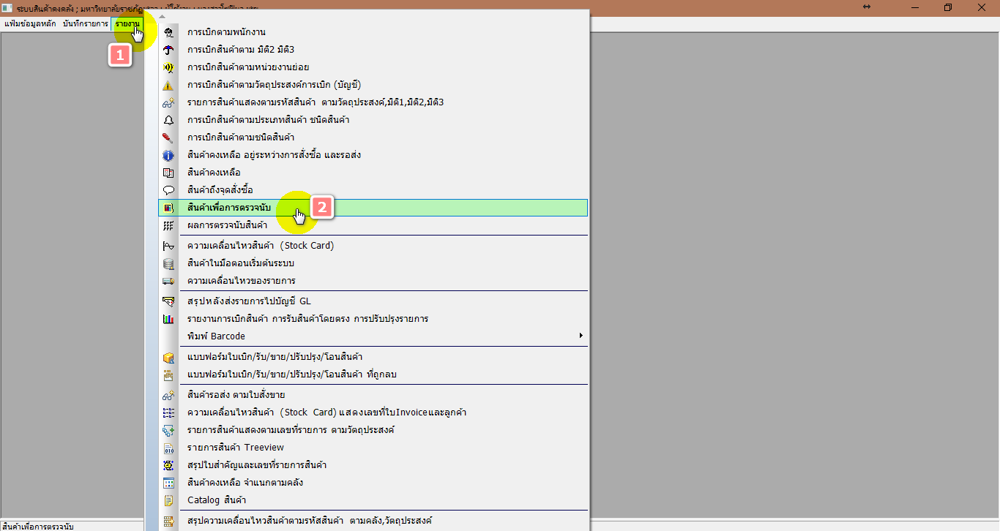 ระบบสินค้าคงคลัง ; มหาวิทยาลัยราชภัฏ
แฟ้มข้อมูลหลัก บันทึกรายการ รายงาน
1
การเบิกตามพนักงาน
การเบิกสินค้าตาม มิติ2 มิติ3
การเบิกสินค้าตามหน่วยงานย่อย
การเบิกสินค้าตามวัตถุประสงค์การเบิก (บัญชี)
รายการสินค้าแสดงตามรหัสสินค้า ตามวัตถุประสงค์,มิติ1,มิติ2,มิติ3
การเบิกสินค้าตามประเภทสินค้า ชนิดสินค้า
การเบิกสินค้าตามชนิดสินค้า
สินค้าคงเหลือ อยู่ระหว่างการสั่งซื้อ และรอส่ง
สินค้าคงเหลือ
สินค้าถึงจุดสั่งซื้อ
สินค้าเพื่อการตรวจนับ 2
ผลการตรวจนับสินค้า
ความเคลื่อนไหวสินค้า (Stock Card)
สินค้าในมือตอนเริ่มต้นระบบ
ความเคลื่อนไหวของรายการ
สรุปหลังส่งรายการไปบัญชี GL
รายงานการเบิกสินค้า การรับสินค้าโดยตรง การปรับปรุงรายการ
พิมพ์ Barcode
แบบฟอร์มใบเบิก/รับ/ขาย/ปรับปรุง/โอนสินค้า
แบบฟอร์มใบเบิก/รับ/ขาย/ปรับปรุง/โอนสินค้า ที่ถูกลบ
สินค้ารอส่ง ตามใบสั่งขาย
ความเคลื่อนไหวสินค้า (Stock Card) แสดงเลขที่ใบInvoiceและลูกค้า
รายการสินค้าแสดงตามเลขที่รายการ ตามวัตถุประสงค์
รายการสินค้า Treeview
สรุปใบสำคัญและเลขที่รายการสินค้า
สินค้าคงเหลือ จำแนกตามคลัง
Catalog สินค้า
สรุปความเคลื่อนไหวสินค้าตามรหัสสินค้า ตามคลัง,วัตถุประสงค์
สินค้าเพื่อการตรวจนับ